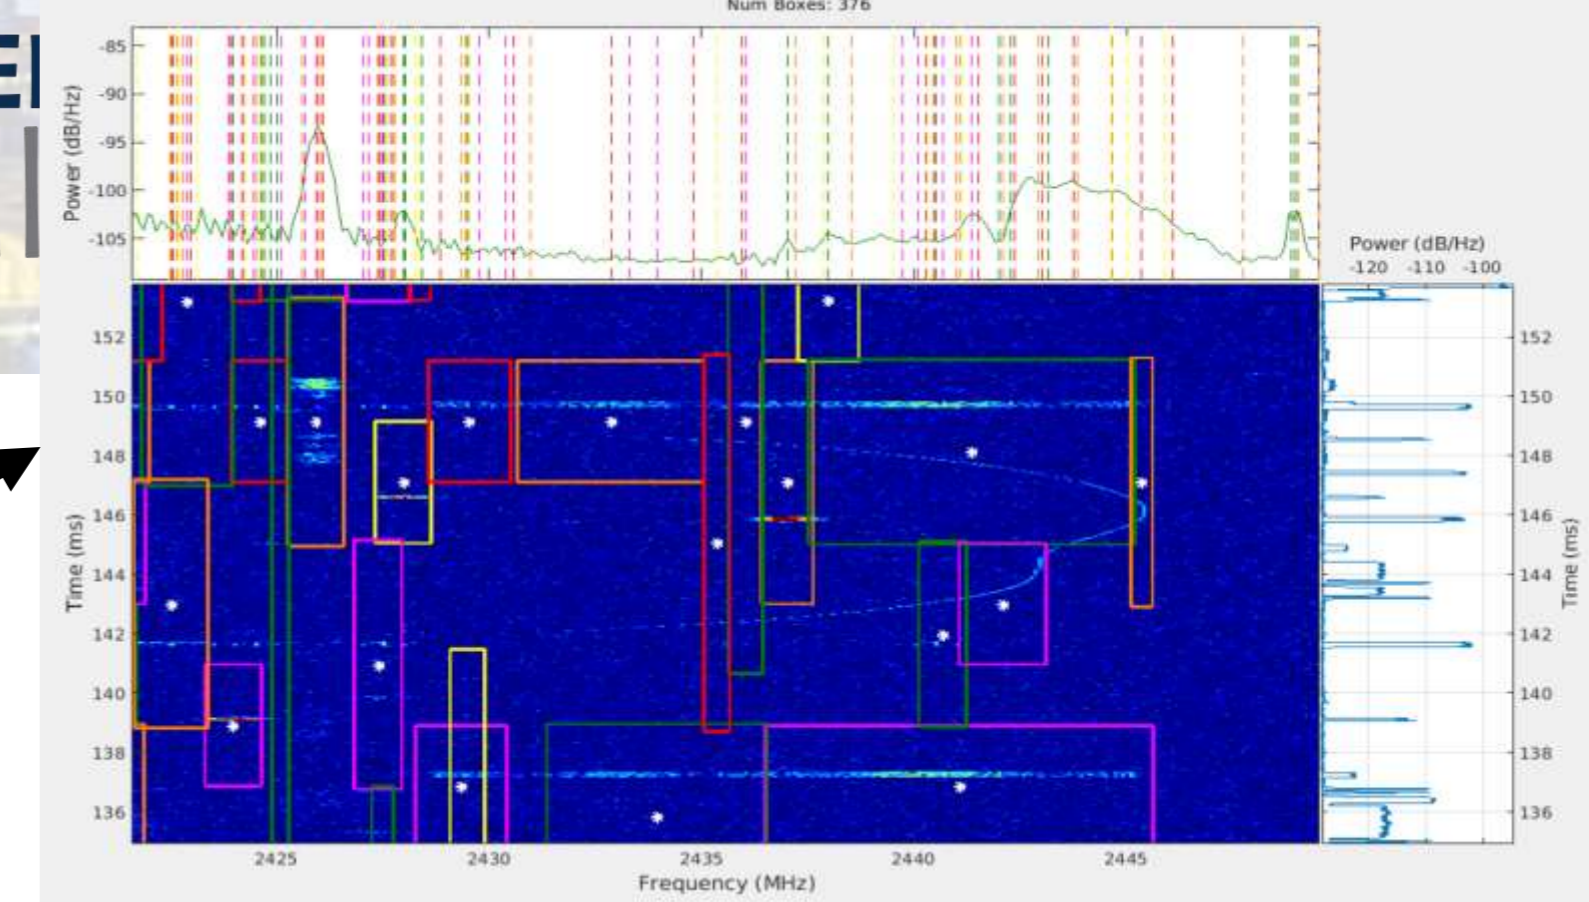 Num Boxes: 376
-85
-90
-95
-100
-105
Power (dB/Hz)
Power (dB/Hz)
-120 -110 -100
152
150
148
146
144
142
140
138
136
Time (ms)
152
150
148
146
144
142
140
138
136
Time (ms)
2425 2430 2435 2440 2445
Frequency (MHz)